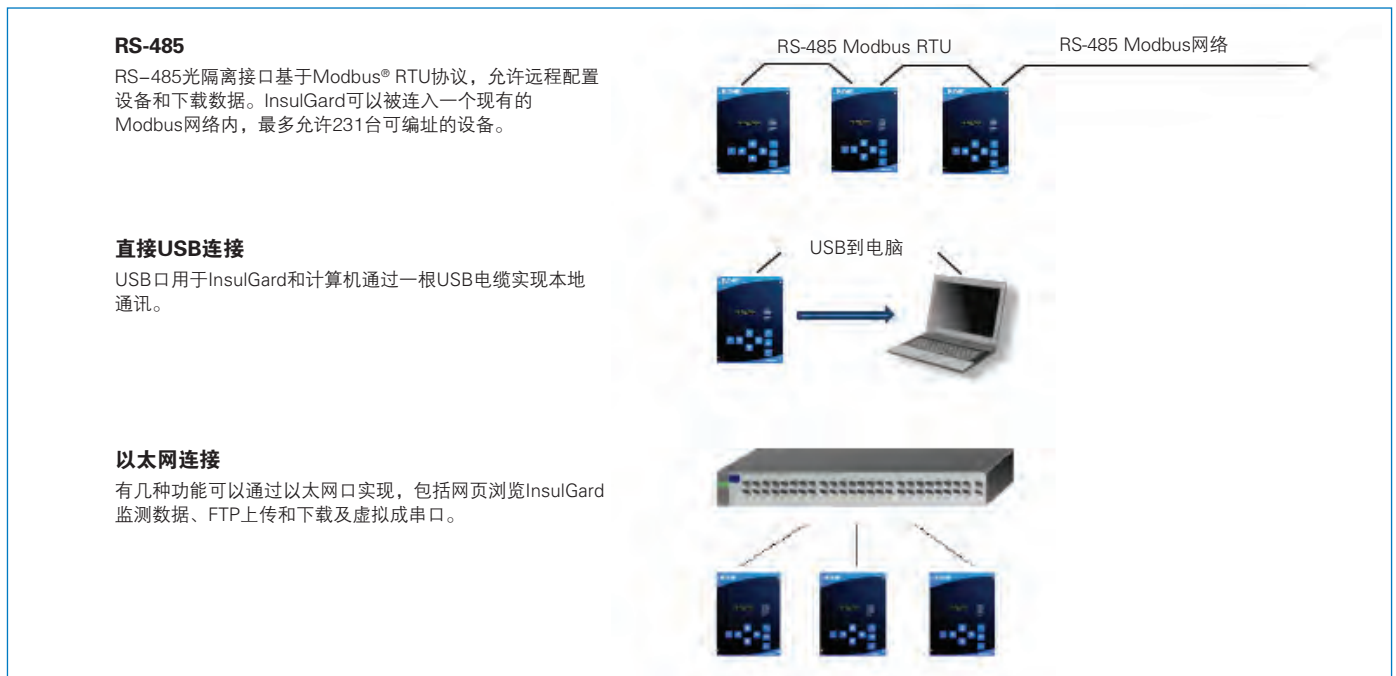 RS-485
RS-485光隔离接口基于Modbus® RTU协议，允许远程配置
设备和下载数据。InsulGard可以被连入一个现有的
Modbus网络内，最多允许231台可编址的设备。
RS-485 Modbus RTU
RS-485 Modbus网络
直接USB连接
USB口用于InsulGard和计算机通过一根USB电缆实现本地
通讯。
USB到电脑
以太网连接
有几种功能可以通过以太网口实现，包括网页浏览InsulGard
监测数据、FTP上传和下载及虚拟成串口。